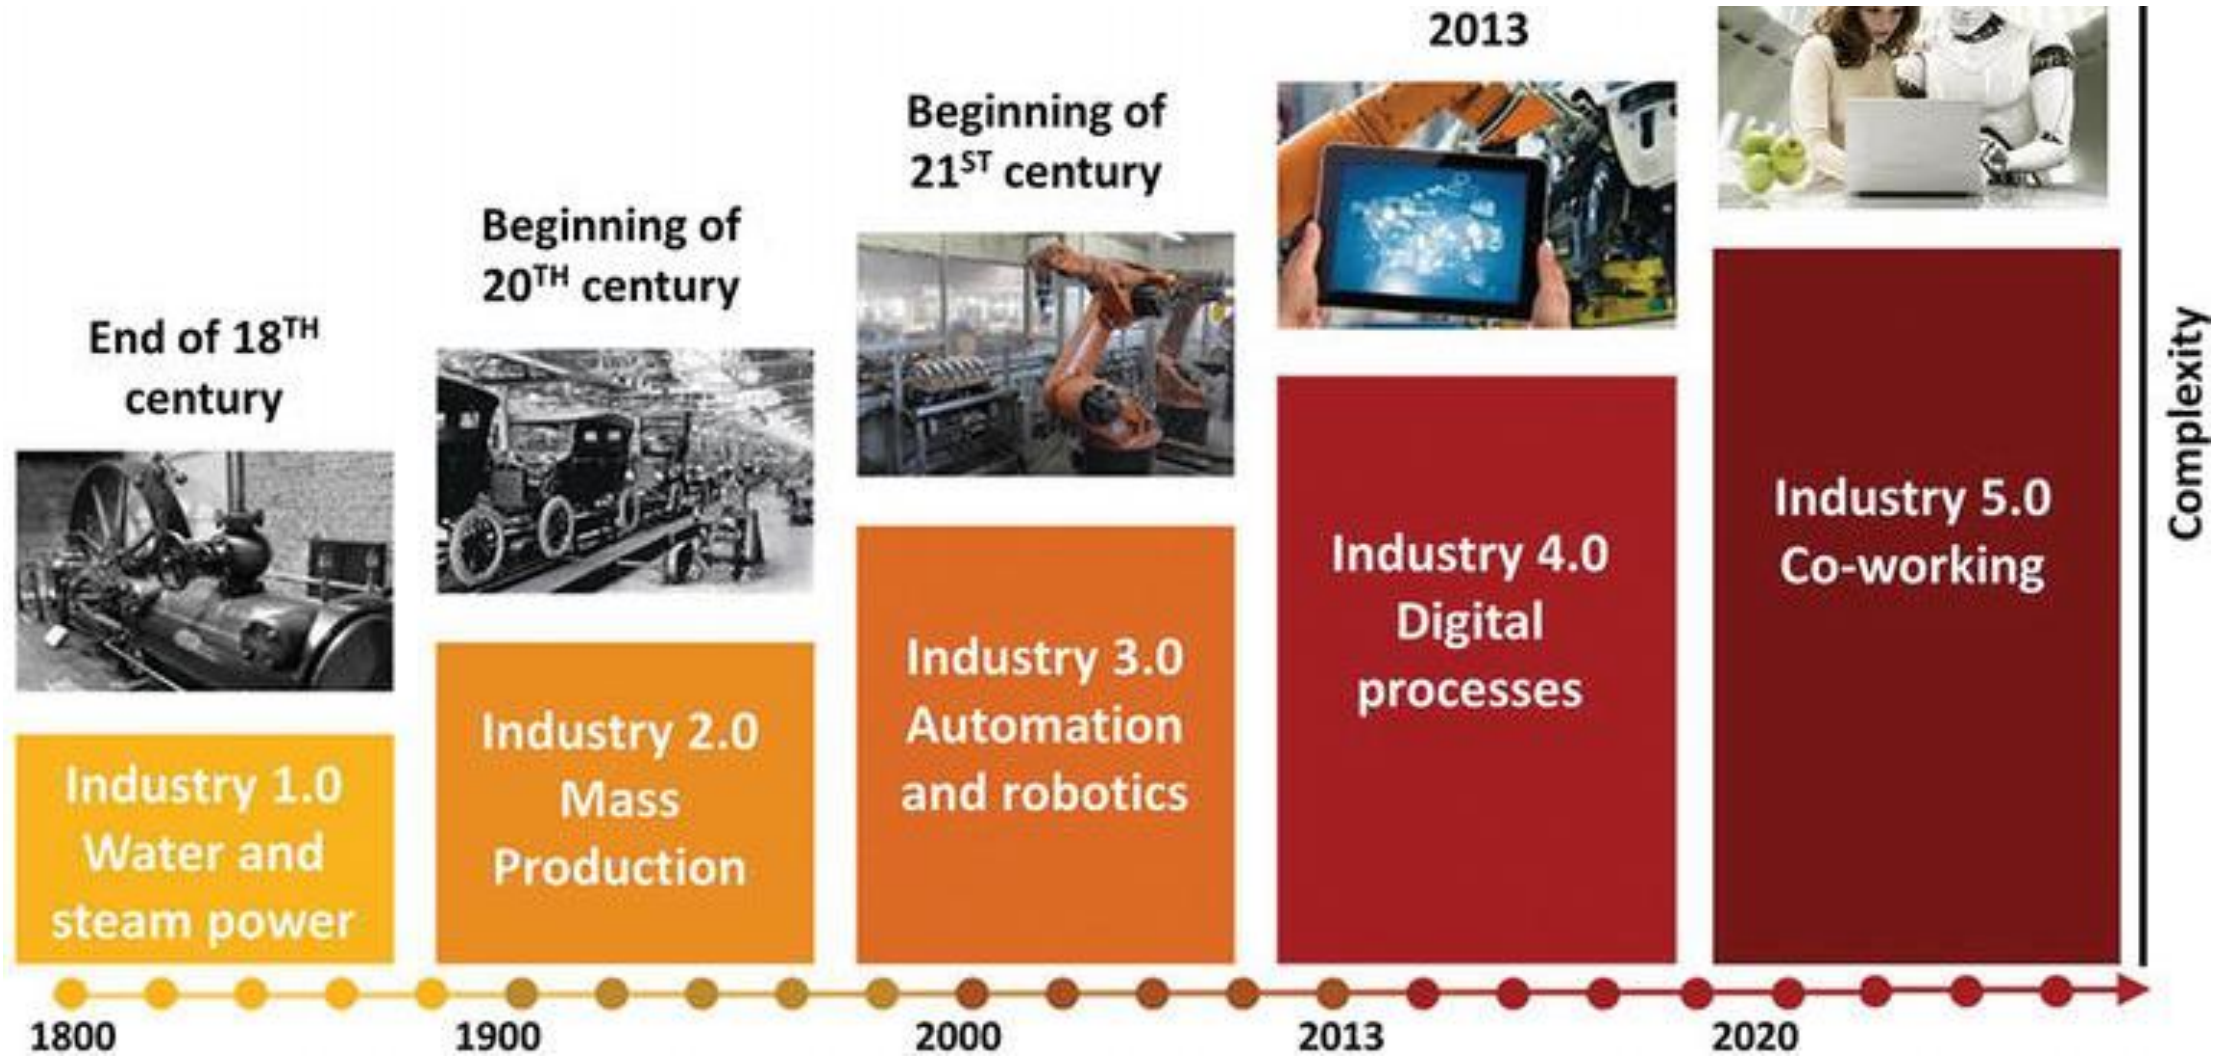 End of 18TH
century
Industry 1.0
Water and
steam power
Beginning of
20TH century
Industry 2.0
Mass
Production
Beginning of
21ST century
Industry 3.0
Automation
and robotics
2013
Industry 4.0
Digital
processes
Industry 5.0
Co-working
Complexity
1800
1900
2000
2013
2020